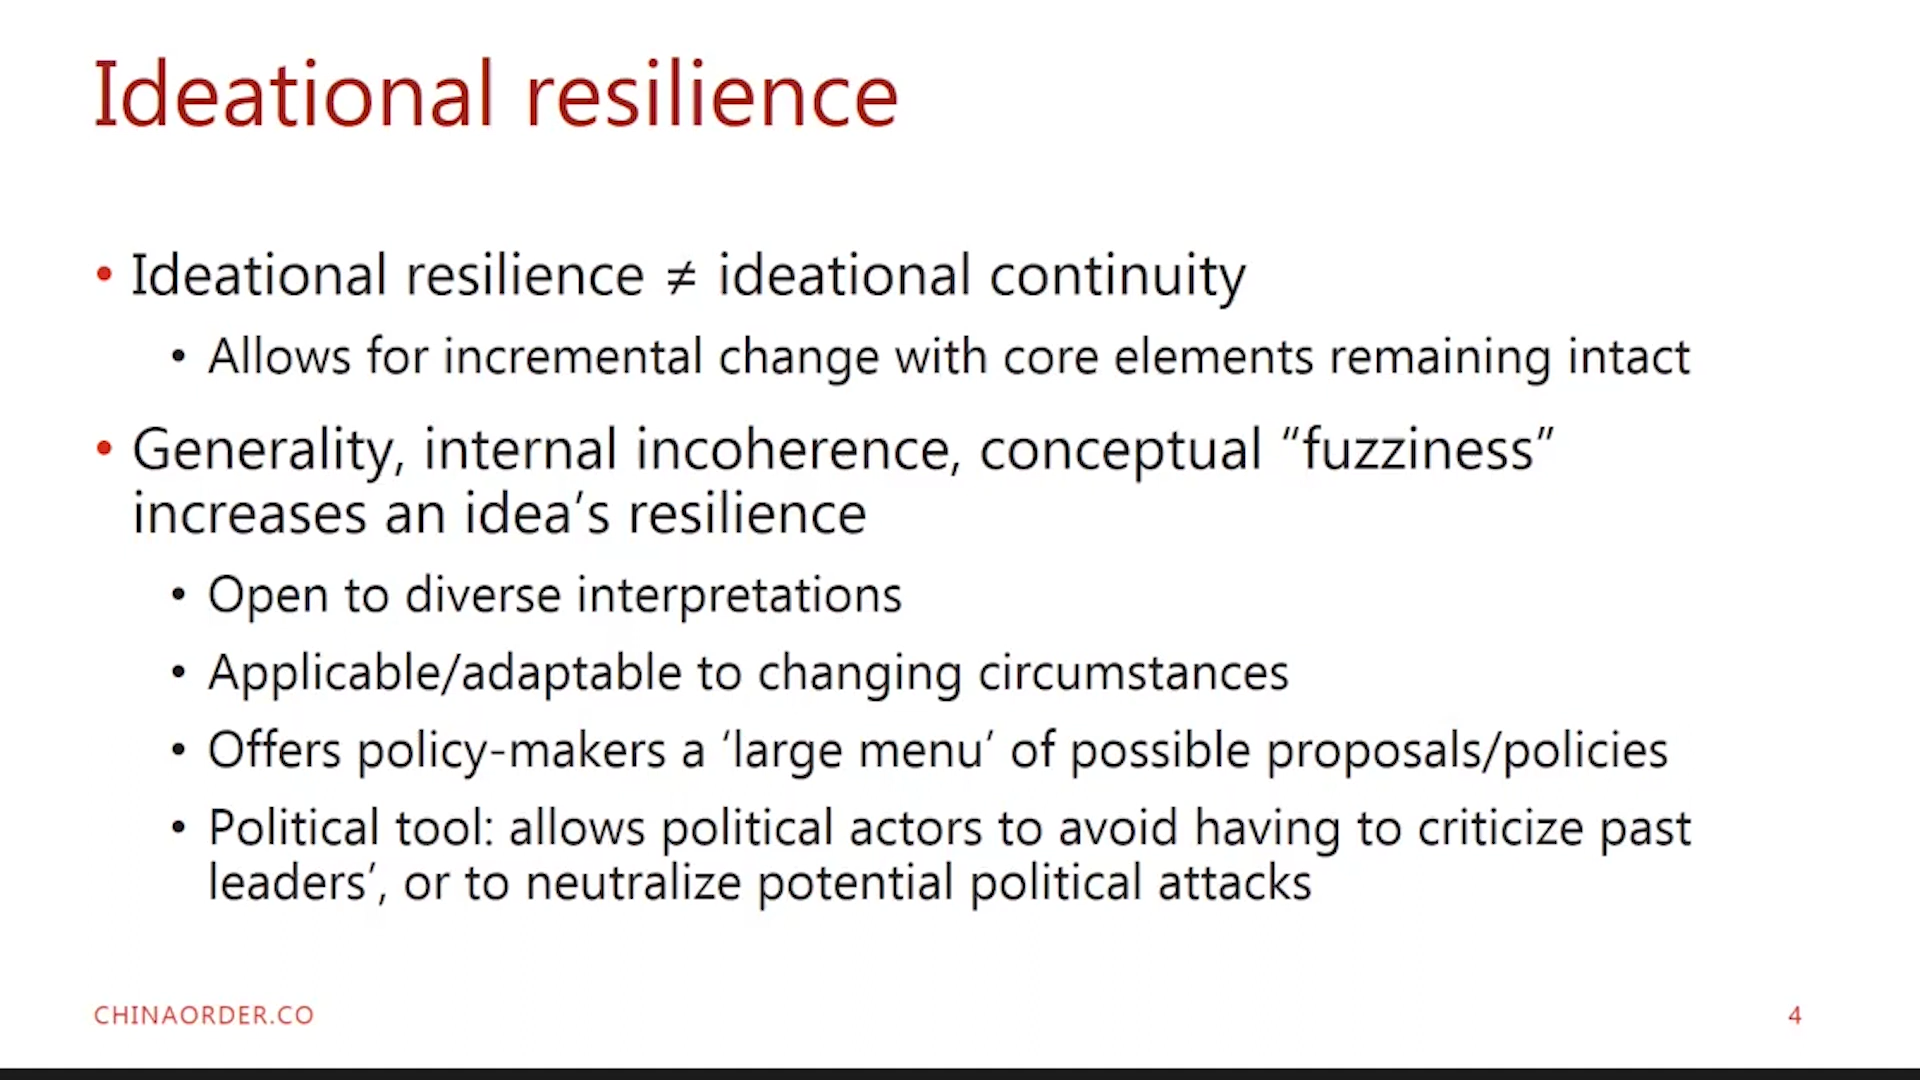 Ideational resilience
• Ideational resilience ≠ ideational continuity
• Allows for incremental change with core elements remaining intact
• Generality, internal incoherence, conceptual “fuzziness”
increases an idea’s resilience
• Open to diverse interpretations
• Applicable/adaptable to changing circumstances
• Offers policy-makers a ‘large menu’ of possible proposals/policies
• Political tool: allows political actors to avoid having to criticize past
leaders’, or to neutralize potential political attacks
CHINAORDER.CO
4